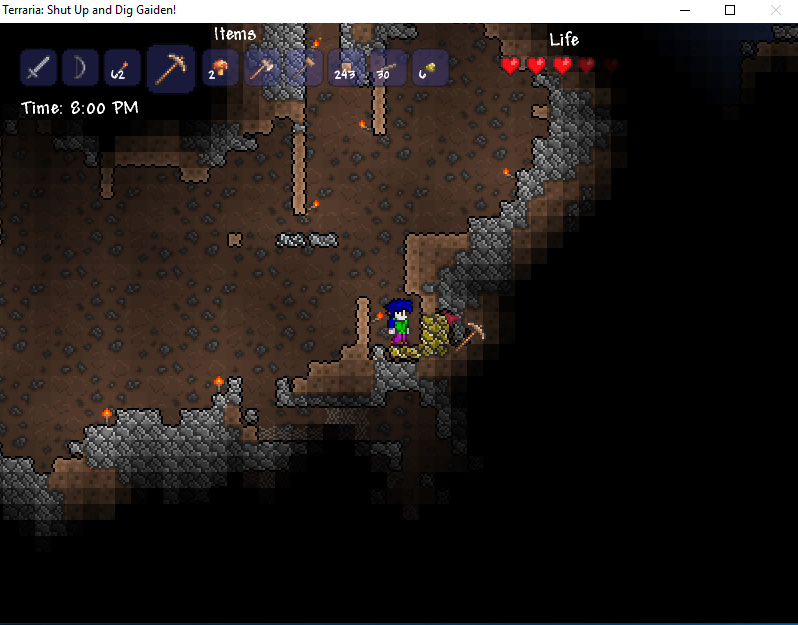 Terraria: Shut Up and Dig Gaiden!
Items
Life
62
2
243
30
6
Time: 8:00 PM